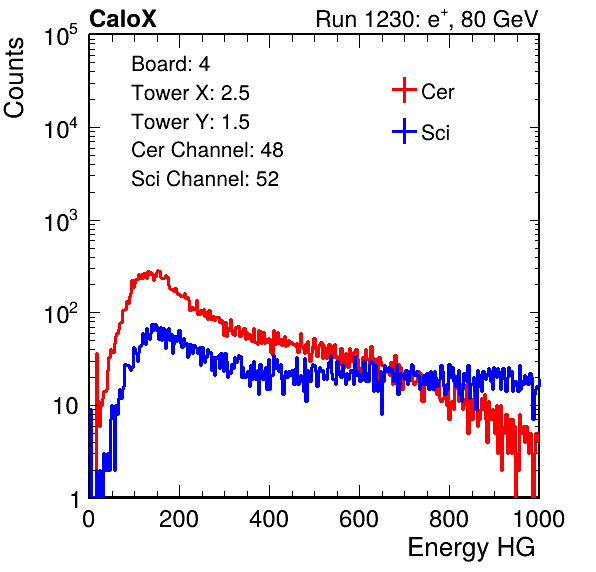 CaloX Run 1230: e⁺, 80 GeV
Counts
10⁵
10⁴
10³
10²
10
1
Board: 4
Tower X: 2.5
Tower Y: 1.5
Cer Channel: 48
Sci Channel: 52
Cer
Sci
0 200 400 600 800 1000
Energy HG